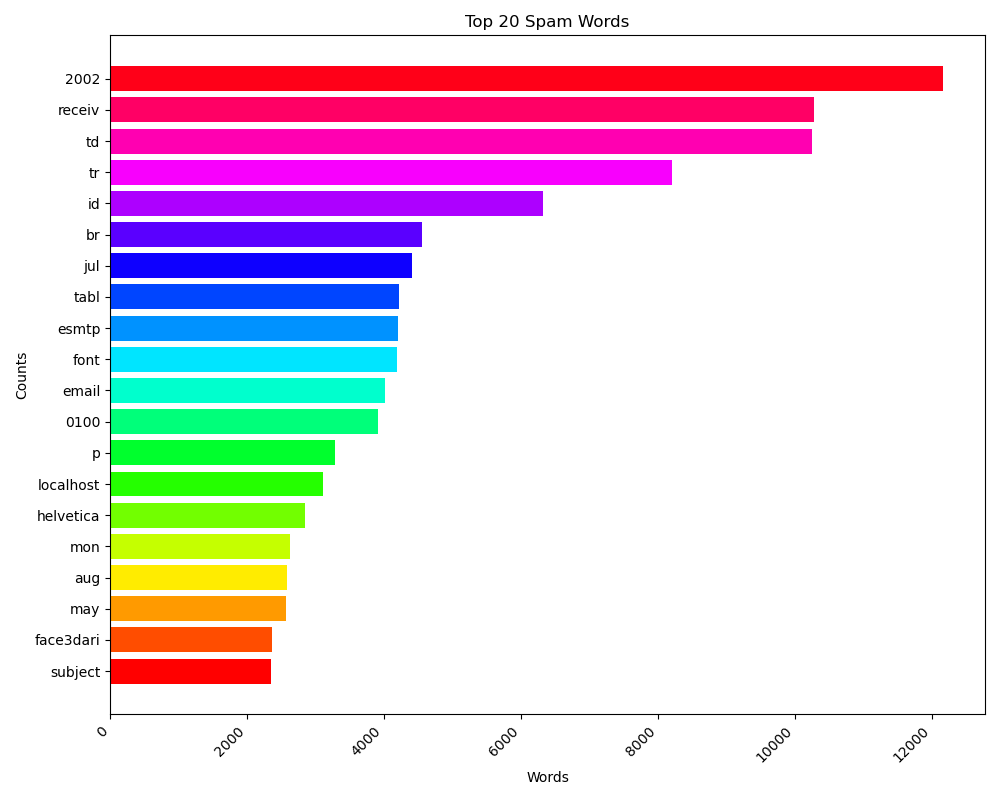 Top 20 Spam Words
2002
receiv
td
tr
id
br
jul
tabl
esmtp
font
email
0100
p
localhost
helvetica
mon
aug
may
face3dari
subject
Counts
0
2000
4000
6000
8000
10000
12000
Words